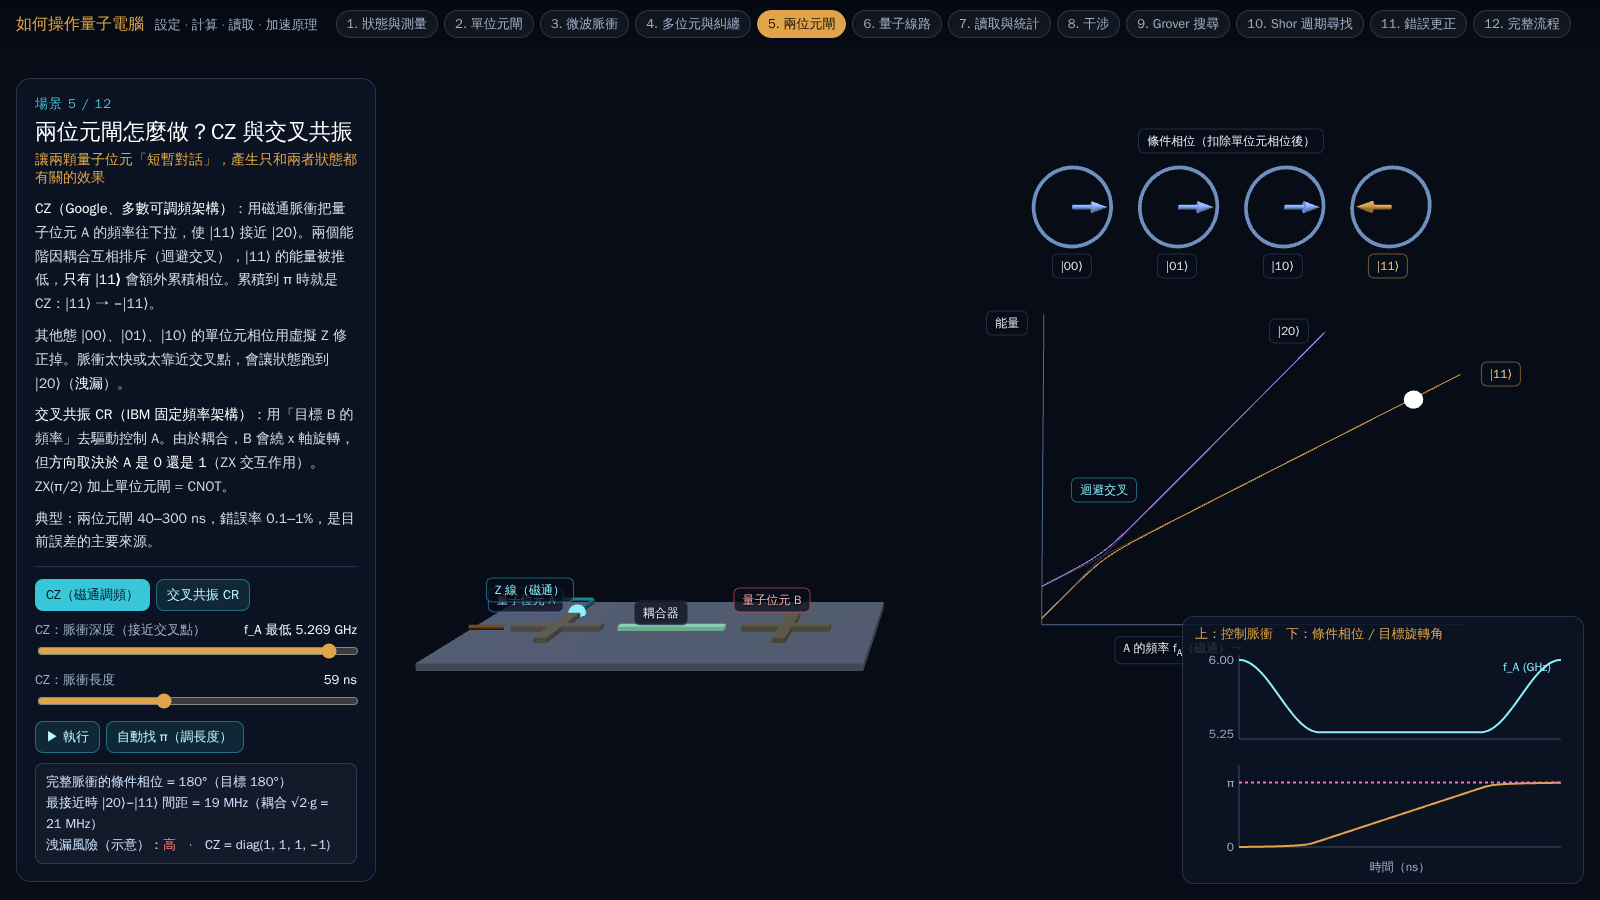 如何操作量子電腦 設定 · 計算 · 讀取 · 加速原理
1. 狀態與測量
2. 單位元閘
3. 微波脈衝
4. 多位元與糾纏
5. 兩位元閘
6. 量子線路
7. 讀取與統計
8. 干涉
9. Grover 搜尋
10. Shor 週期尋找
11. 錯誤更正
12. 完整流程
場景 5 / 12
兩位元閘怎麼做？CZ 與交叉共振
讓兩顆量子位元「短暫對話」，產生只和兩者狀態都
有關的效果
CZ（Google、多數可調頻架構）：用磁通脈衝把量
子位元 A 的頻率往下拉，使 |11⟩ 接近 |20⟩。兩個能
階因耦合互相排斥（迴避交叉），|11⟩ 的能量被推
低，只有 |11⟩ 會額外累積相位。累積到 π 時就是
CZ：|11⟩ → −|11⟩。
其他態 |00⟩、|01⟩、|10⟩ 的單位元相位用虛擬 Z 修
正掉。脈衝太快或太靠近交叉點，會讓狀態跑到
|20⟩（洩漏）。
交叉共振 CR（IBM 固定頻率架構）：用「目標 B 的
頻率」去驅動控制 A。由於耦合，B 會繞 x 軸旋轉，
但方向取決於 A 是 0 還是 1（ZX 交互作用）。
ZX(π/2) 加上單位元閘 = CNOT。
典型：兩位元閘 40–300 ns，錯誤率 0.1–1%，是目
前誤差的主要來源。
CZ（磁通調頻）
交叉共振 CR
CZ：脈衝深度（接近交叉點） f_A 最低 5.269 GHz
CZ：脈衝長度 59 ns
▶ 執行
自動找 π（調長度）
完整脈衝的條件相位 = 180°（目標 180°）
最接近時 |20⟩–|11⟩ 間距 = 19 MHz（耦合 √2·g =
21 MHz）
洩漏風險（示意）：高 · CZ = diag(1, 1, 1, −1)
Z 線（磁通）
量子位元 A
耦合器
量子位元 B
條件相位（扣除單位元相位後）
|00⟩
|01⟩
|10⟩
|11⟩
能量
|20⟩
|11⟩
迴避交叉
A 的頻率 f_A（磁通）→
上：控制脈衝 下：條件相位 / 目標旋轉角
6.00
f_A (GHz)
5.25
π
0
時間（ns）